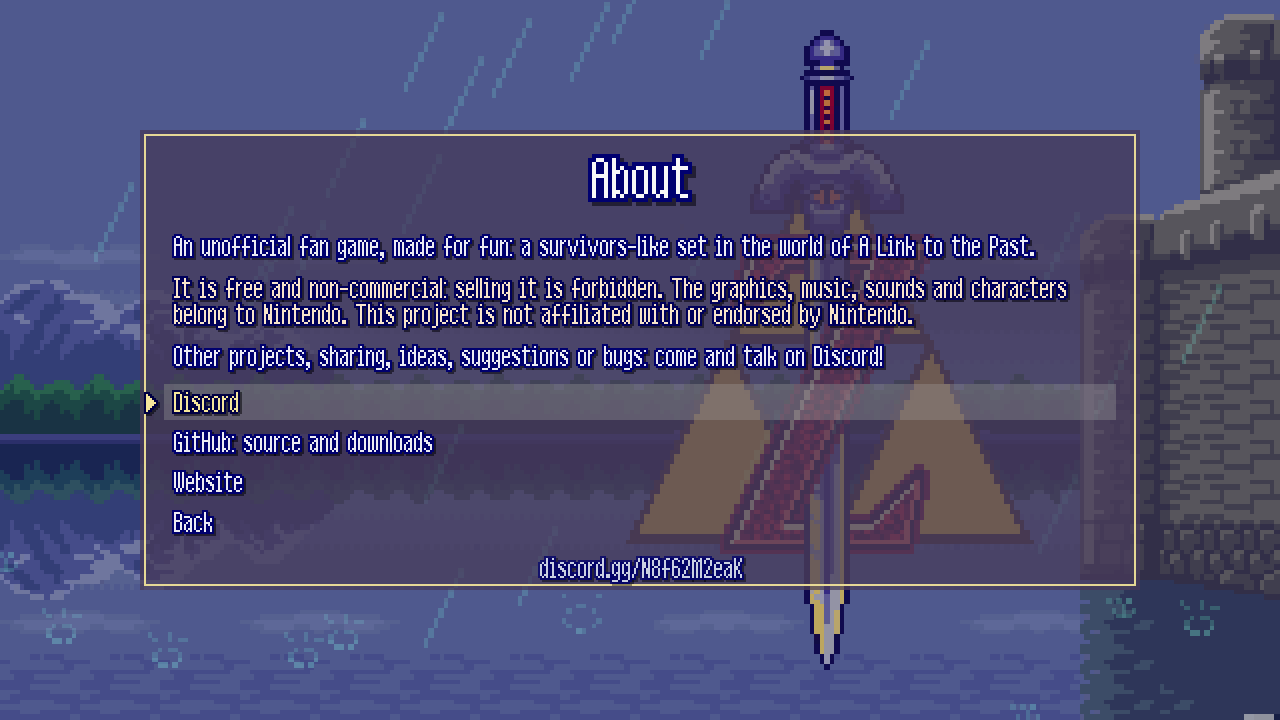 About
An unofficial fan game, made for fun: a survivors-like set in the world of A Link to the Past.
It is free and non-commercial: selling it is forbidden. The graphics, music, sounds and characters
belong to Nintendo. This project is not affiliated with or endorsed by Nintendo.
Other projects, sharing, ideas, suggestions or bugs: come and talk on Discord!
Discord
GitHub: source and downloads
Website
Back
discord.gg/N8f62M2eaK